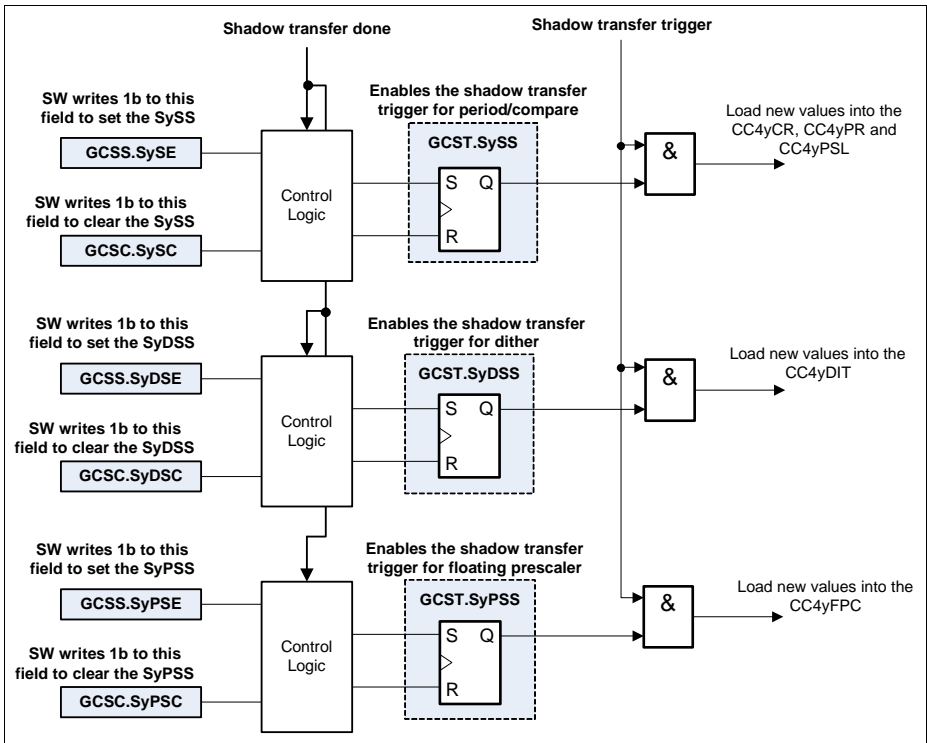 Shadow transfer done
Shadow transfer trigger
SW writes 1b to this
field to set the SySS
GCSS.SySE
SW writes 1b to this
field to clear the SySS
GCSC.SySC
Control
Logic
Enables the shadow transfer
trigger for period/compare
GCST.SySS
S Q
R
&
Load new values into the
CC4yCR, CC4yPR and
CC4yPSL
SW writes 1b to this
field to set the SyDSS
GCSS.SyDSE
SW writes 1b to this
field to clear the SyDSS
GCSC.SyDSC
Control
Logic
Enables the shadow transfer
trigger for dither
GCST.SyDSS
S Q
R
&
Load new values into the
CC4yDIT
SW writes 1b to this
field to set the SyPSS
GCSS.SyPSE
SW writes 1b to this
field to clear the SyPSS
GCSC.SyPSC
Control
Logic
Enables the shadow transfer
trigger for floating prescaler
GCST.SyPSS
S Q
R
&
Load new values into the
CC4yFPC